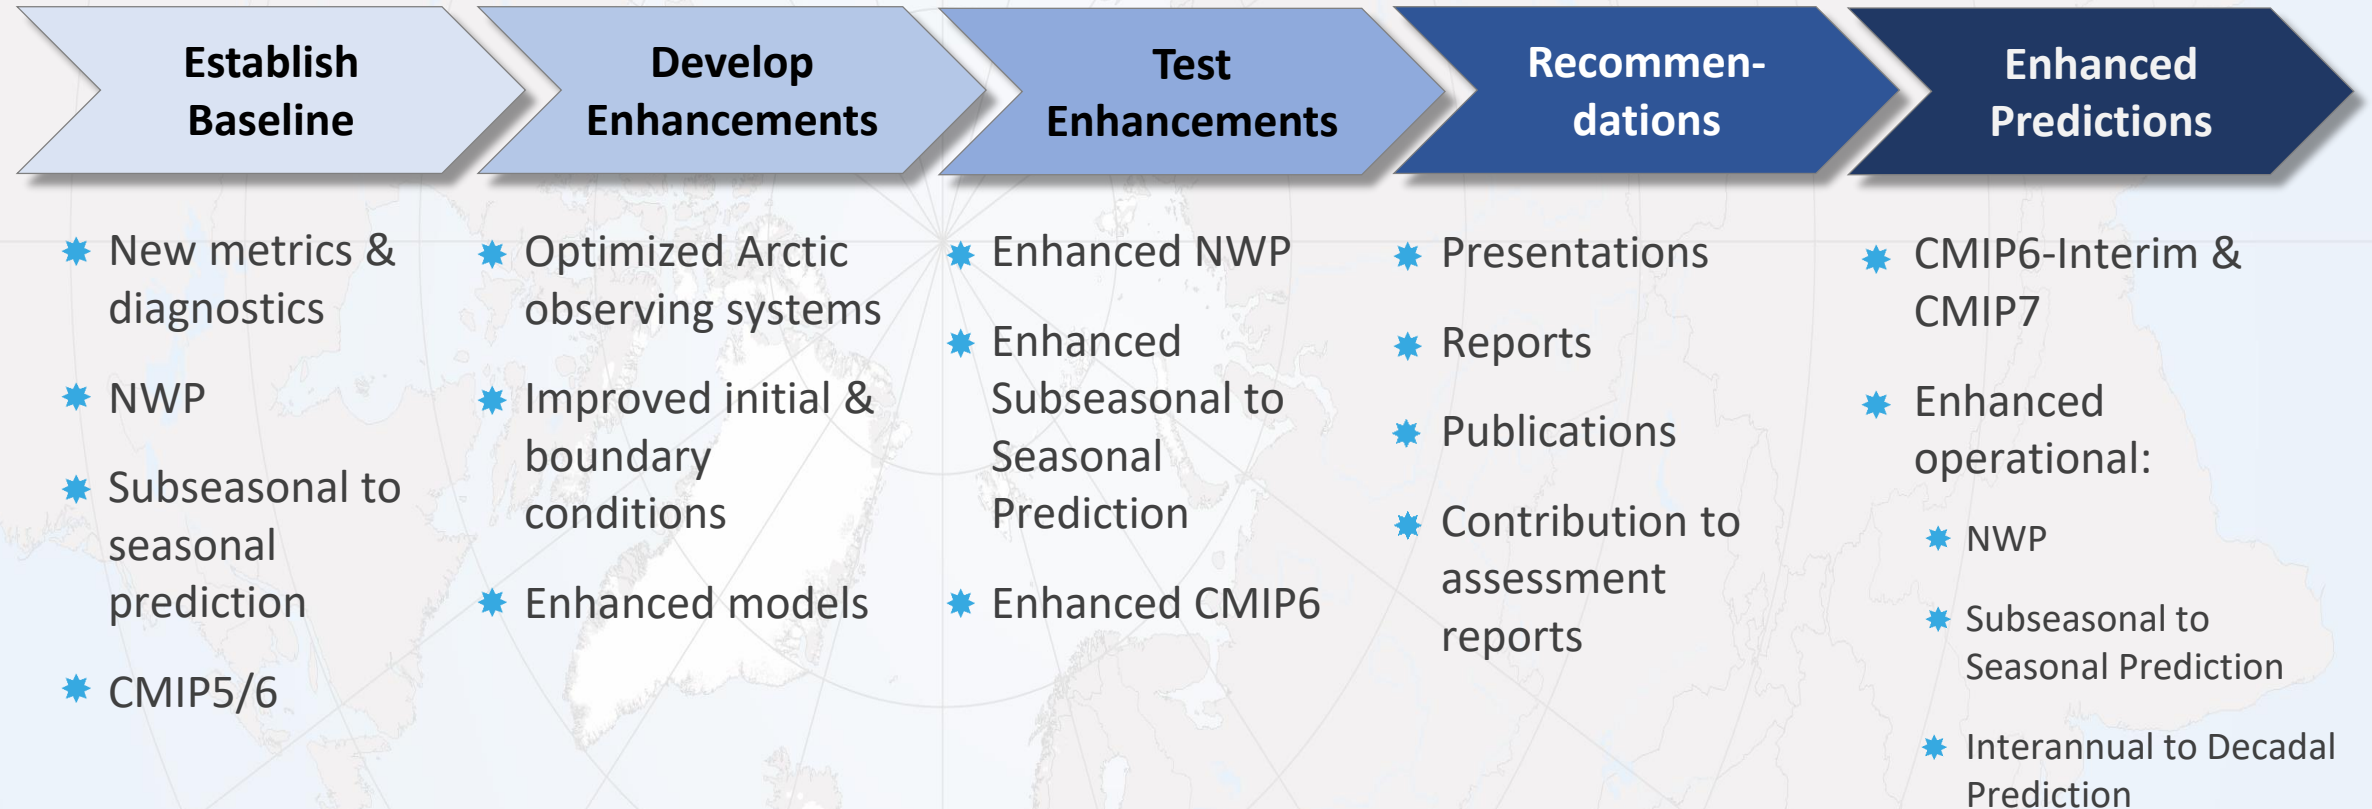 Establish
Baseline
Develop
Enhancements
Test
Enhancements
Recommen-
dations
Enhanced
Predictions
New metrics &
diagnostics
NWP
Subseasonal to
seasonal
prediction
CMIP5/6
Optimized Arctic
observing systems
Improved initial &
boundary
conditions
Enhanced models
Enhanced NWP
Enhanced
Subseasonal to
Seasonal
Prediction
Enhanced CMIP6
Presentations
Reports
Publications
Contribution to
assessment
reports
CMIP6-Interim &
CMIP7
Enhanced
operational:
NWP
Subseasonal to
Seasonal Prediction
Interannual to Decadal
Prediction